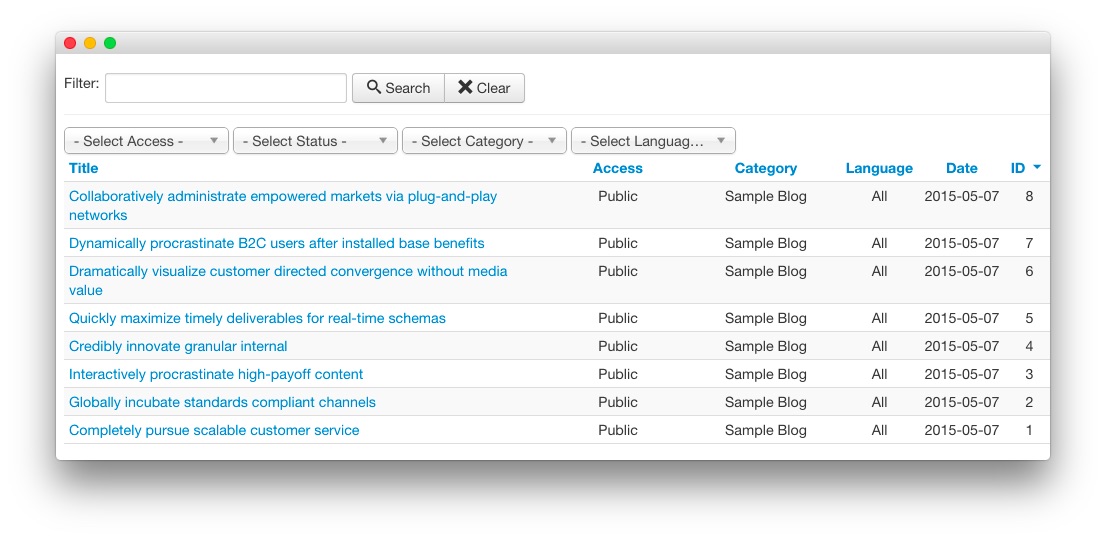 Filter: Search Clear
- Select Access - - Select Status - - Select Category - - Select Languag...
Title Access Category Language Date ID
Collaboratively administrate empowered markets via plug-and-play Public Sample Blog All 2015-05-07 8
networks
Dynamically procrastinate B2C users after installed base benefits Public Sample Blog All 2015-05-07 7
Dramatically visualize customer directed convergence without media Public Sample Blog All 2015-05-07 6
value
Quickly maximize timely deliverables for real-time schemas Public Sample Blog All 2015-05-07 5
Credibly innovate granular internal Public Sample Blog All 2015-05-07 4
Interactively procrastinate high-payoff content Public Sample Blog All 2015-05-07 3
Globally incubate standards compliant channels Public Sample Blog All 2015-05-07 2
Completely pursue scalable customer service Public Sample Blog All 2015-05-07 1